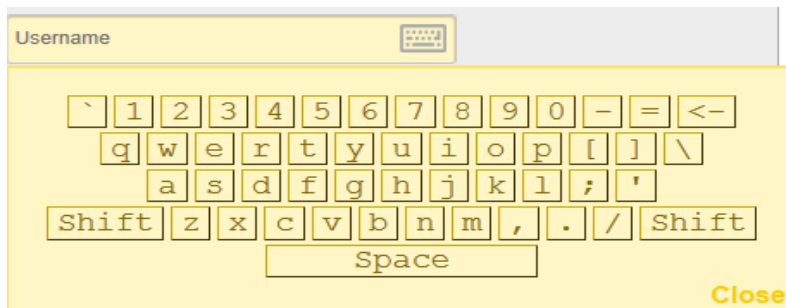 Username
` 1 2 3 4 5 6 7 8 9 0 - = <-
q w e r t y u i o p [ ] \
a s d f g h j k l ; '
Shift z x c v b n m , . / Shift
Space
Close